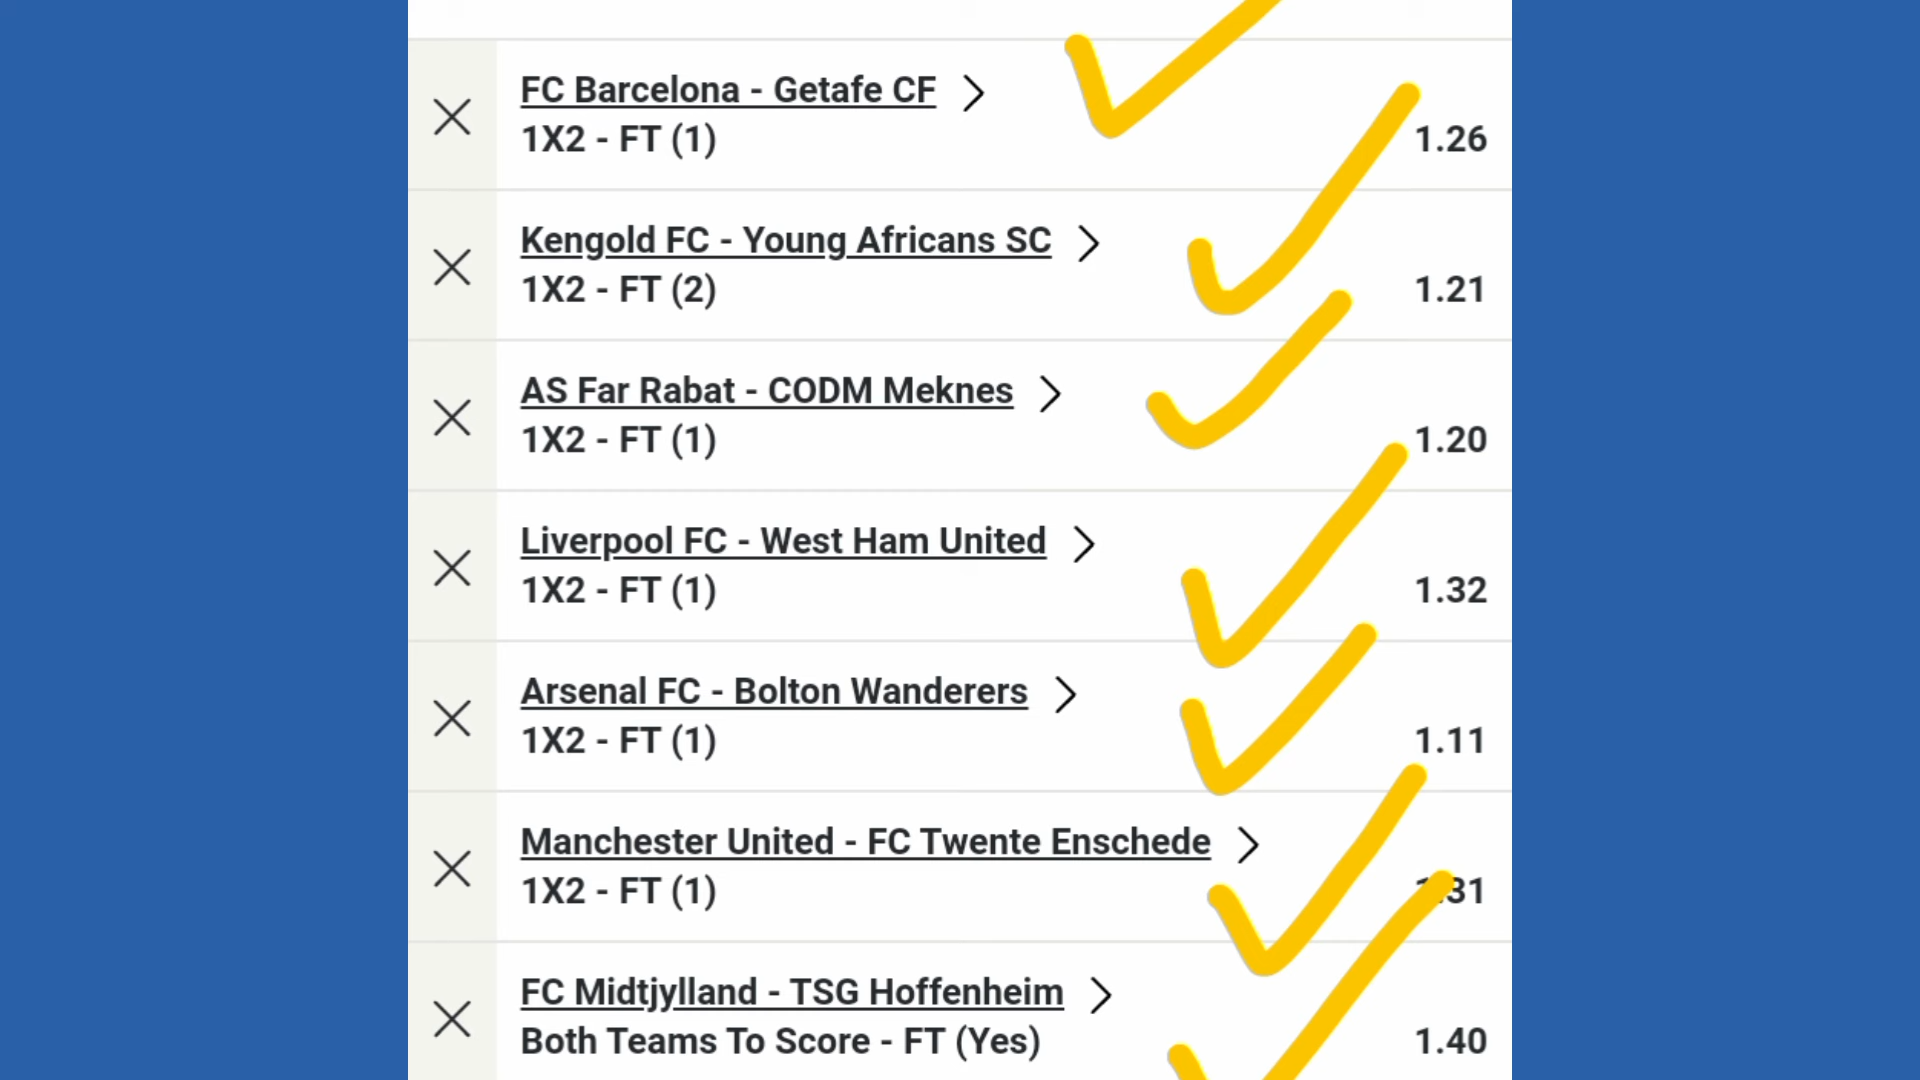 FC Barcelona - Getafe CF
1X2 - FT (1)
1.26
Kengold FC - Young Africans SC
1X2 - FT (2)
1.21
AS Far Rabat - CODM Meknes
1X2 - FT (1)
1.20
Liverpool FC - West Ham United
1X2 - FT (1)
1.32
Arsenal FC - Bolton Wanderers
1X2 - FT (1)
1.11
Manchester United - FC Twente Enschede
1X2 - FT (1)
FC Midtjylland - TSG Hoffenheim
Both Teams To Score - FT (Yes)
1.40